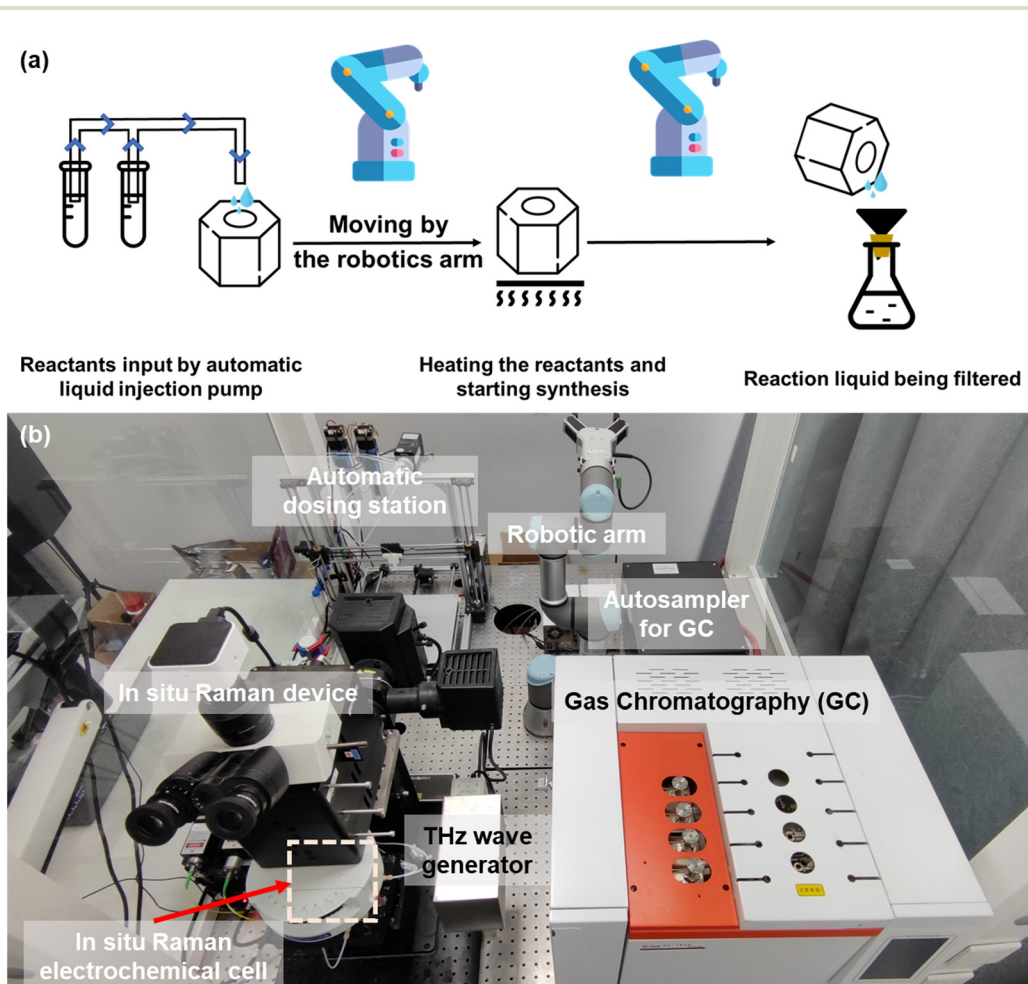 (a)
Moving by
the robotics arm
Reactants input by automatic
liquid injection pump
Heating the reactants and
starting synthesis
Reaction liquid being filtered
(b)
Automatic
dosing station
Robotic arm
Autosampler
for GC
In situ Raman device
Gas Chromatography (GC)
THz wave
generator
In situ Raman
electrochemical cell